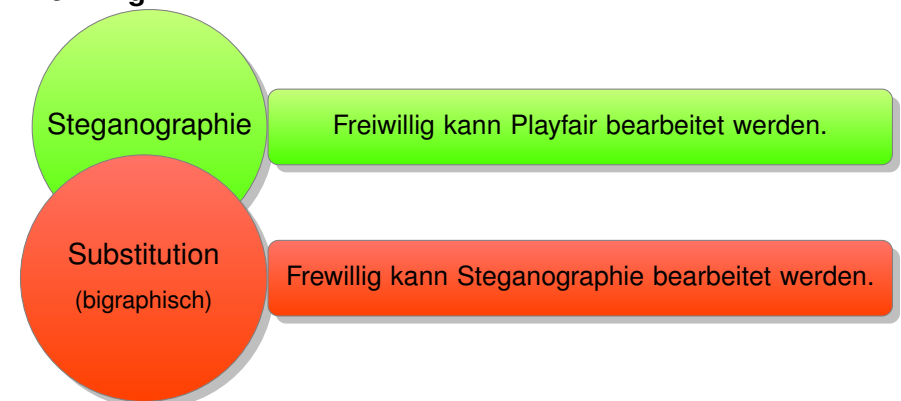 Steganographie
Freiwillig kann Playfair bearbeitet werden.
Substitution
(bigraphisch)
Frewillig kann Steganographie bearbeitet werden.